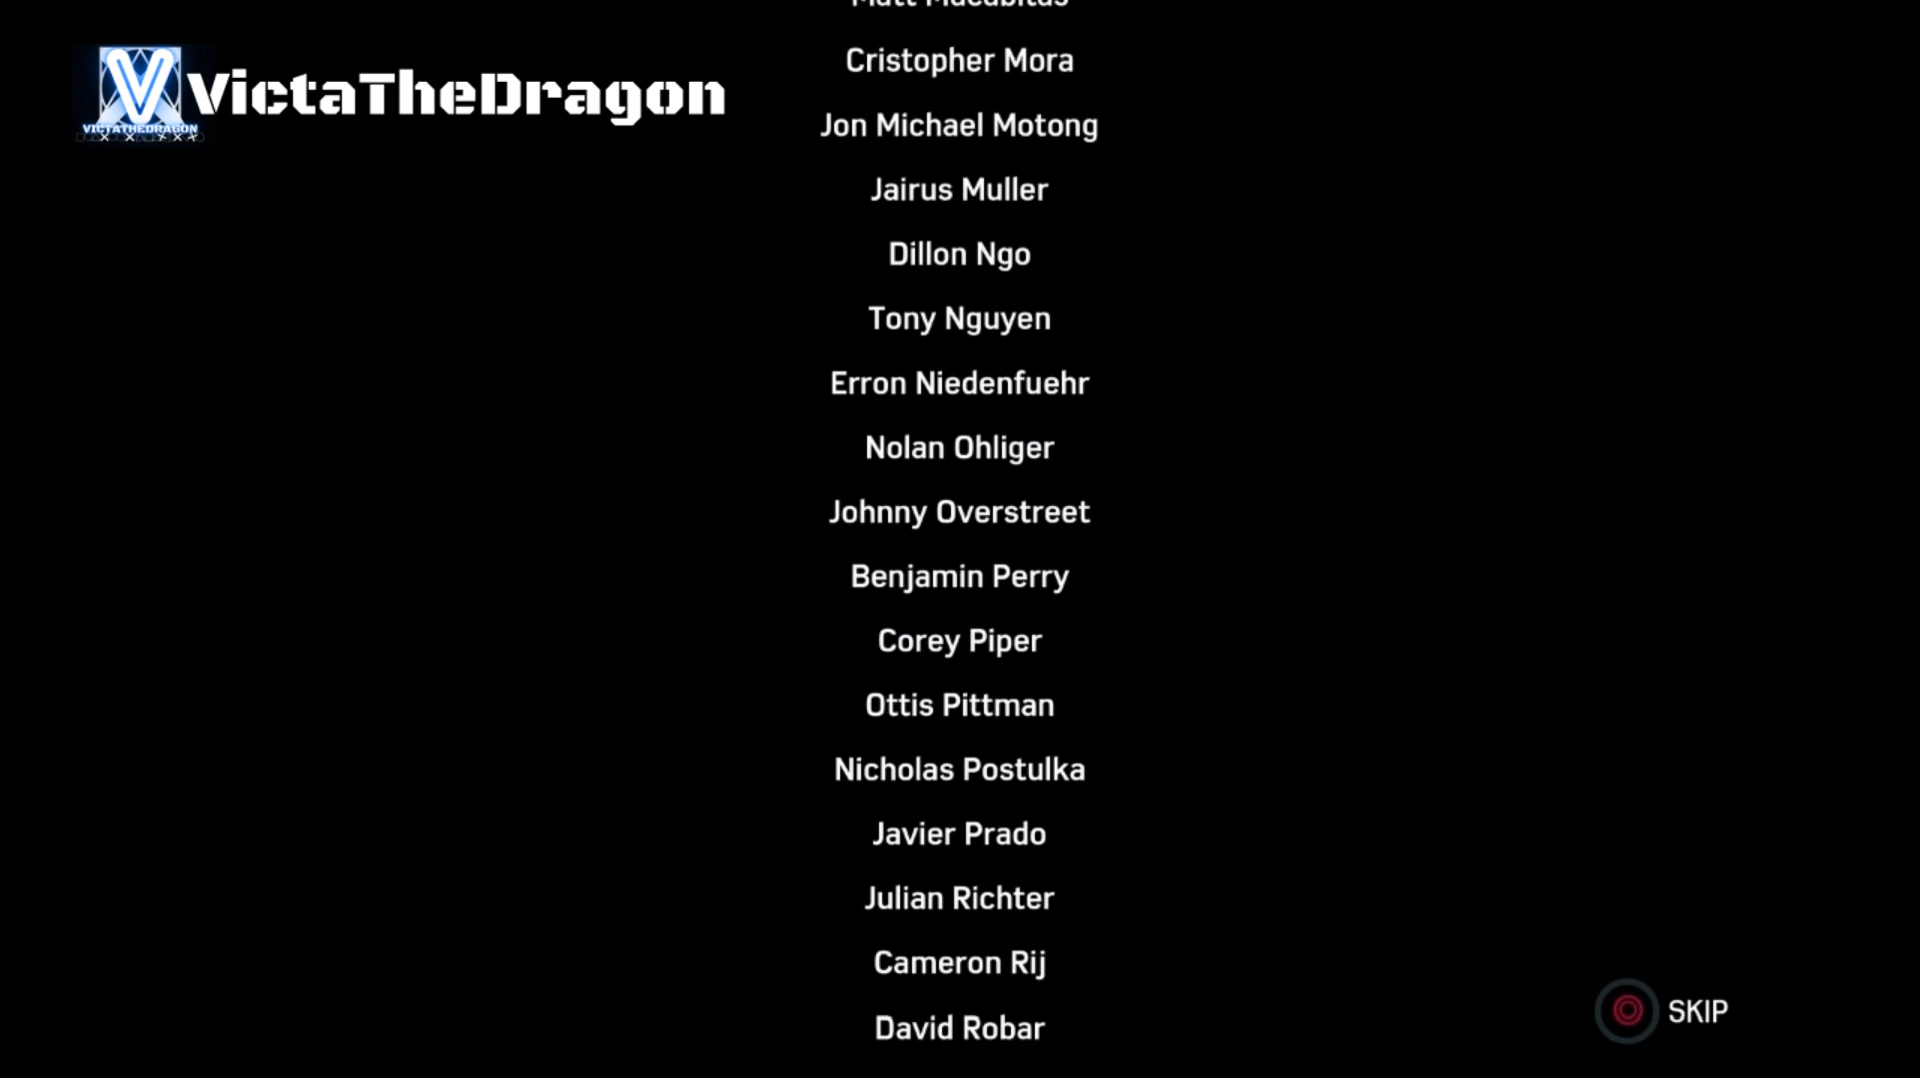 Cristopher Mora
VictaTheDragon
VICTATHEDRAGON
Jon Michael Motong
Jairus Muller
Dillon Ngo
Tony Nguyen
Erron Niedenfuehr
Nolan Ohliger
Johnny Overstreet
Benjamin Perry
Corey Piper
Ottis Pittman
Nicholas Postulka
Javier Prado
Julian Richter
Cameron Rij
David Robar
SKIP